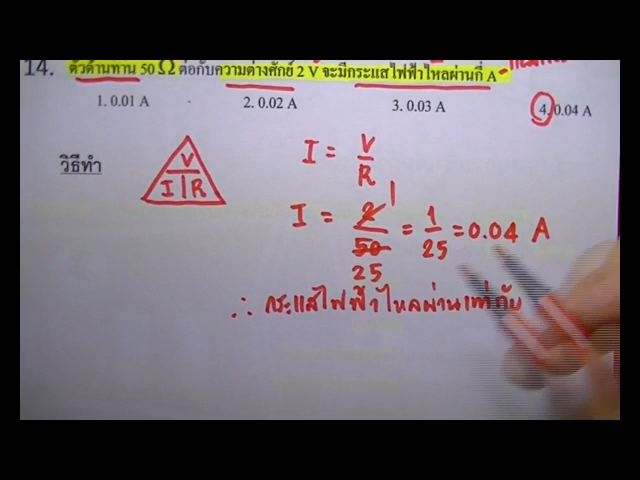 14. ตัวต้านทาน 50 Ω ต่อกับความต่างศักย์ 2 V จะมีกระแสไฟฟ้าไหลผ่านกี่ A
1. 0.01 A 2. 0.02 A 3. 0.03 A 4. 0.04 A
วิธีทำ
V
I R
I = V/R
I = 2/50 1/25 = 1/25 = 0.04 A
∴ กระแสไฟฟ้าไหลผ่านเท่ากับ